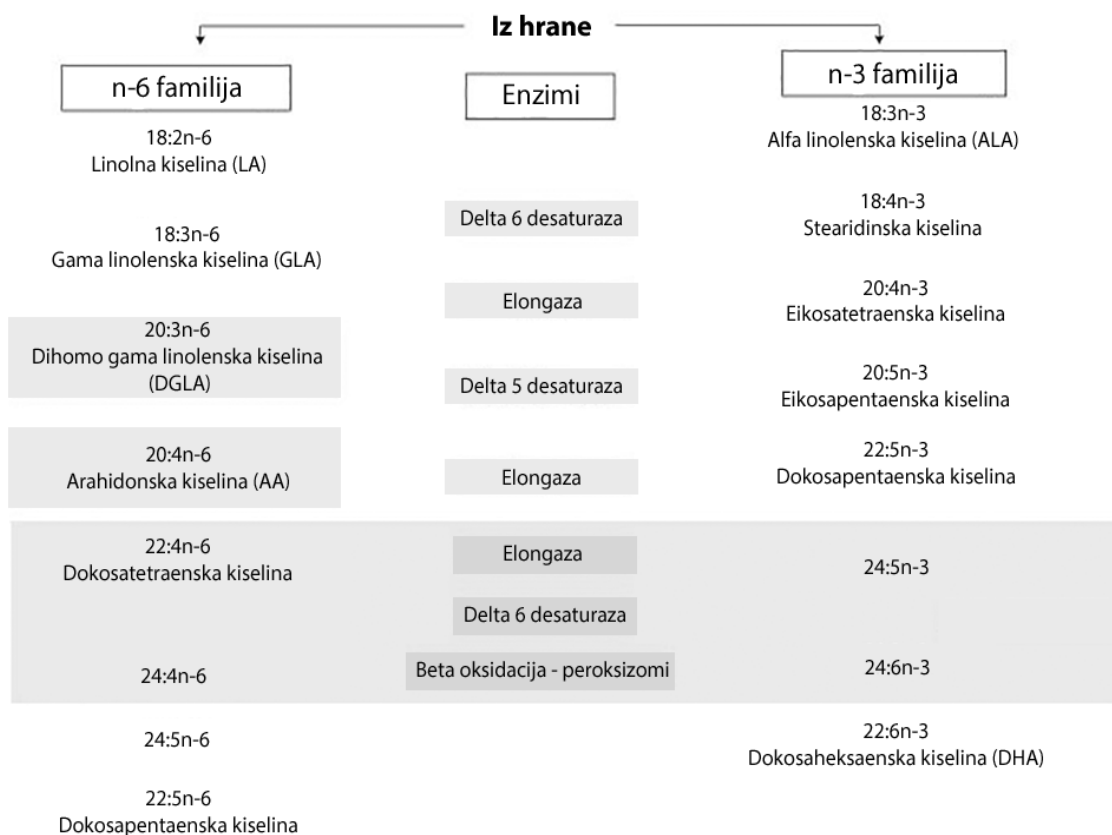 Iz hrane
n-6 familija
18:2n-6
Linolna kiselina (LA)
18:3n-6
Gama linolenska kiselina (GLA)
20:3n-6
Dihomo gama linolenska kiselina
(DGLA)
20:4n-6
Arahidonska kiselina (AA)
22:4n-6
Dokosatetraenska kiselina
24:4n-6
24:5n-6
22:5n-6
Dokosapentaenska kiselina
Enzimi
Delta 6 desaturaza
Elongaza
Delta 5 desaturaza
Elongaza
Elongaza
Delta 6 desaturaza
Beta oksidacija - peroksizomi
n-3 familija
18:3n-3
Alfa linolenska kiselina (ALA)
18:4n-3
Stearidinska kiselina
20:4n-3
Eikosatetraenska kiselina
20:5n-3
Eikosapentaenska kiselina
22:5n-3
Dokosapentaenska kiselina
24:5n-3
24:6n-3
22:6n-3
Dokosaheksaenska kiselina (DHA)